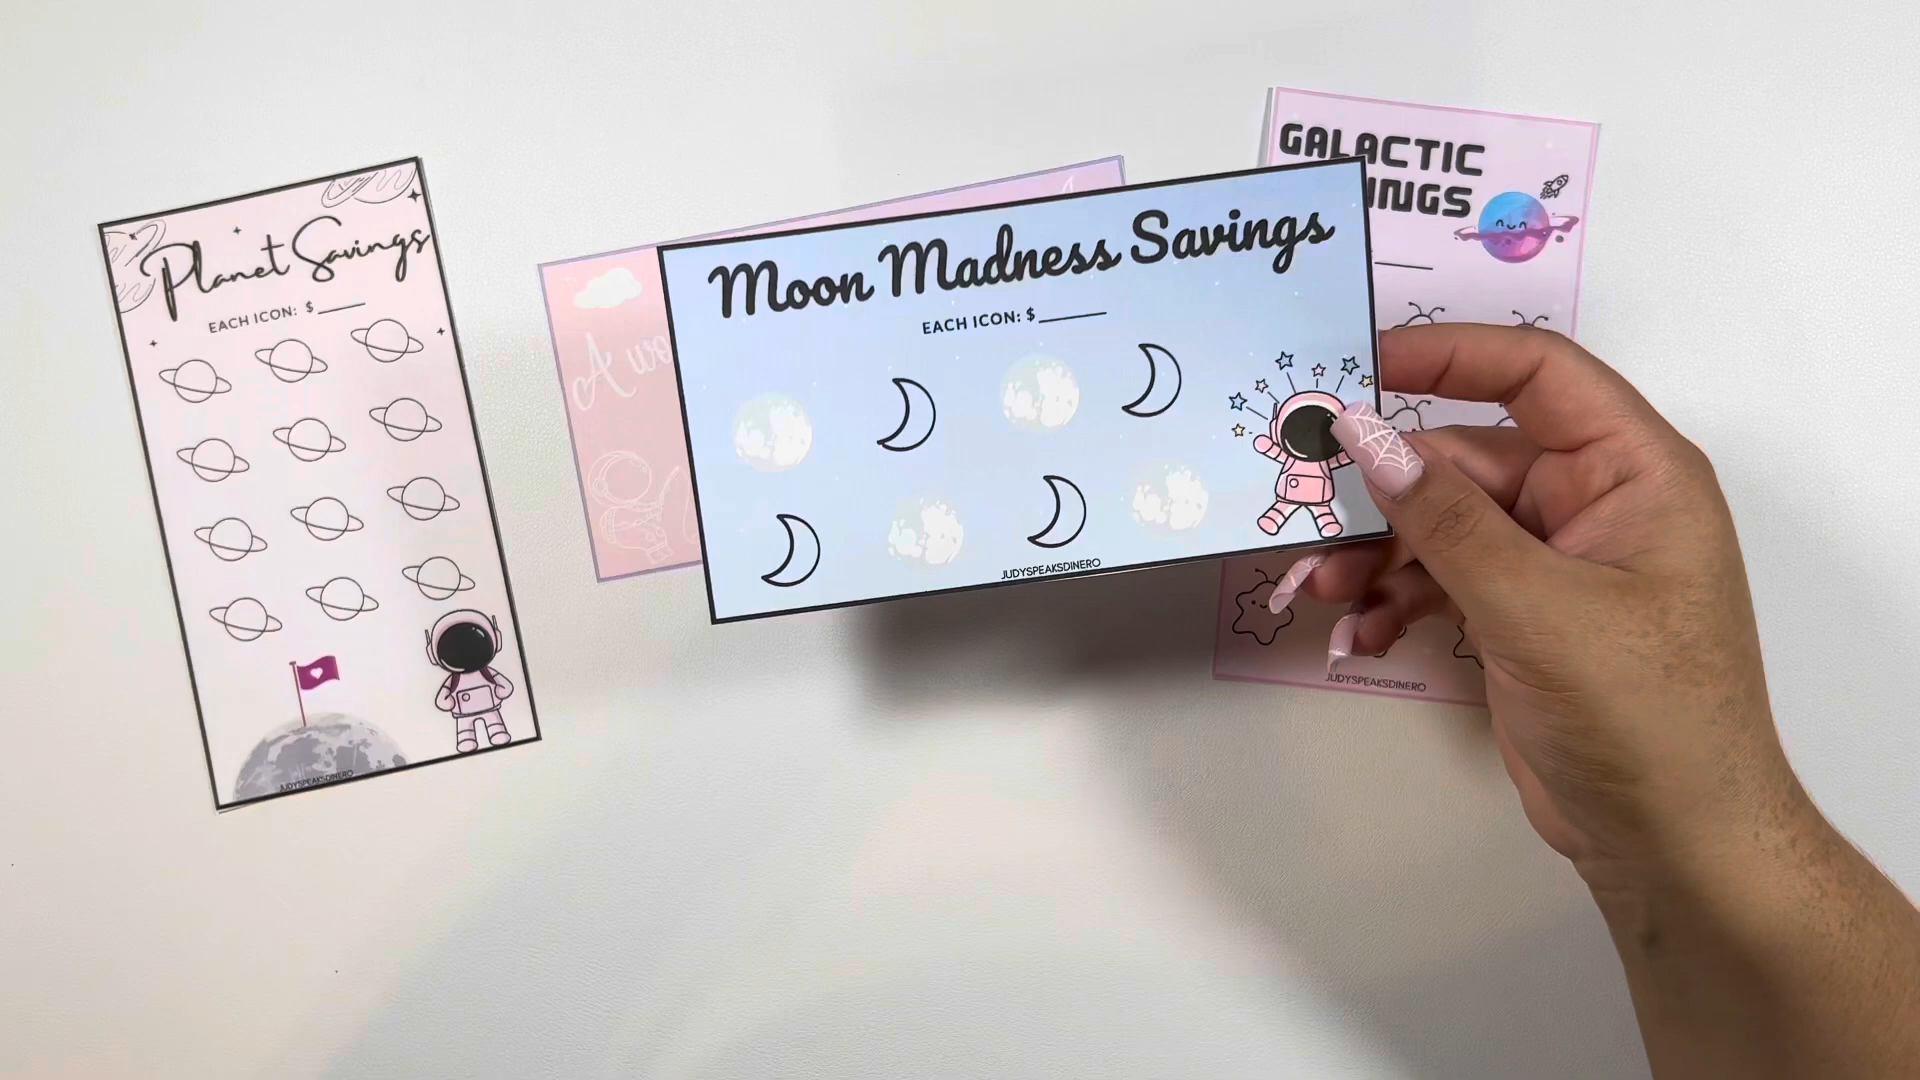 Planet Savings
EACH ICON: $
JUDYSPEAKSDINERO
A
Moon Madness Savings
EACH ICON: $
JUDYSPEAKSDINERO
GALACTIC
JUDYSPEAKSDINERO